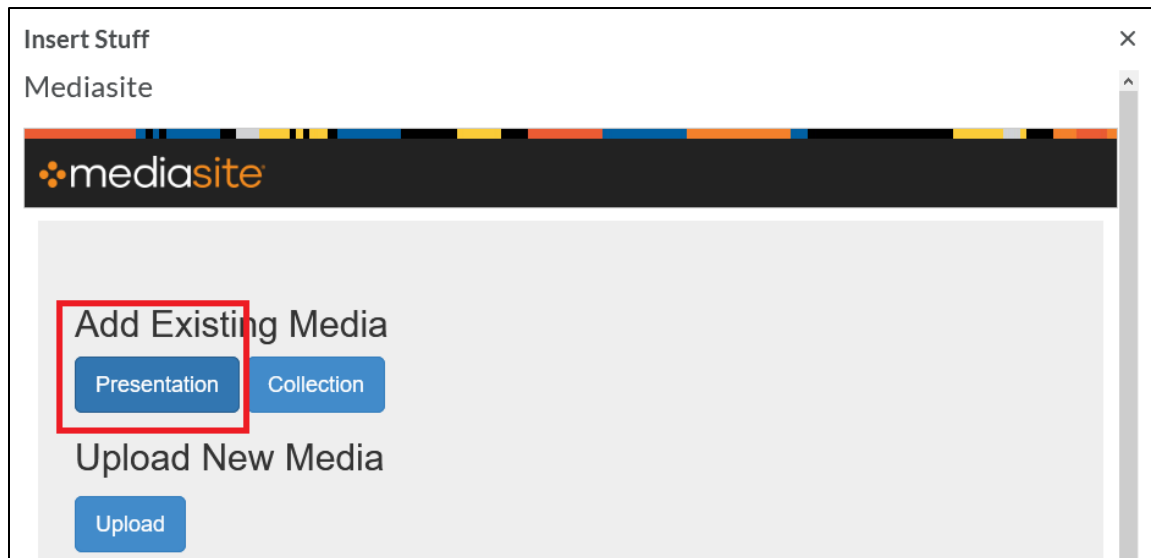 Insert Stuff
Mediasite
mediasite
Add Existing Media
Presentation Collection
Upload New Media
Upload